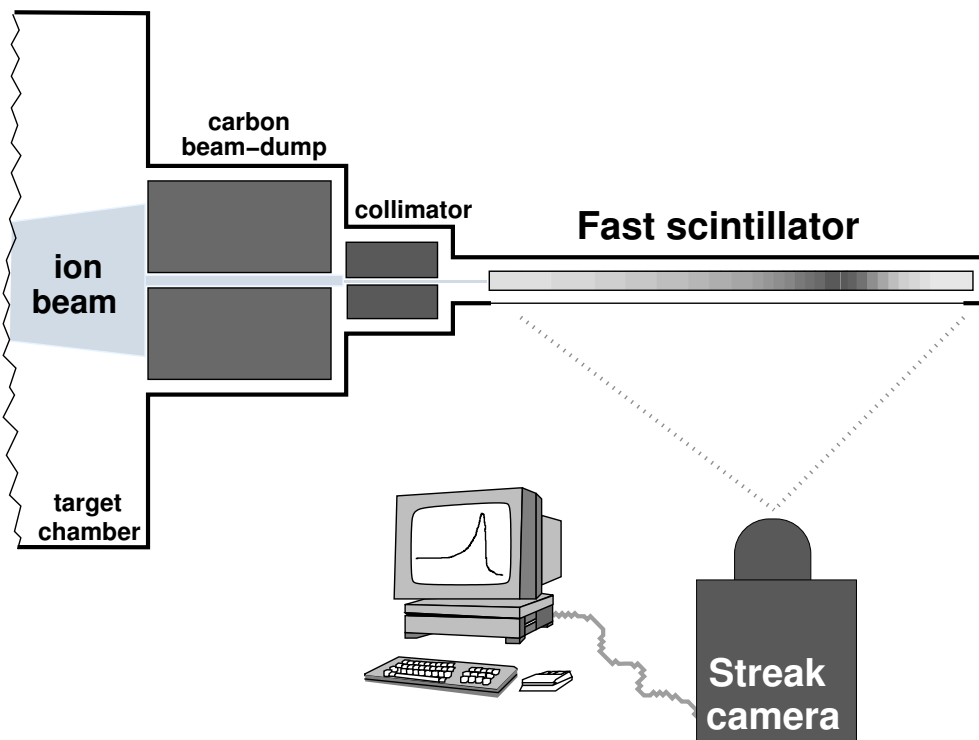 carbon
beam−dump
collimator
Fast scintillator
ion
beam
target
chamber
Streak
camera